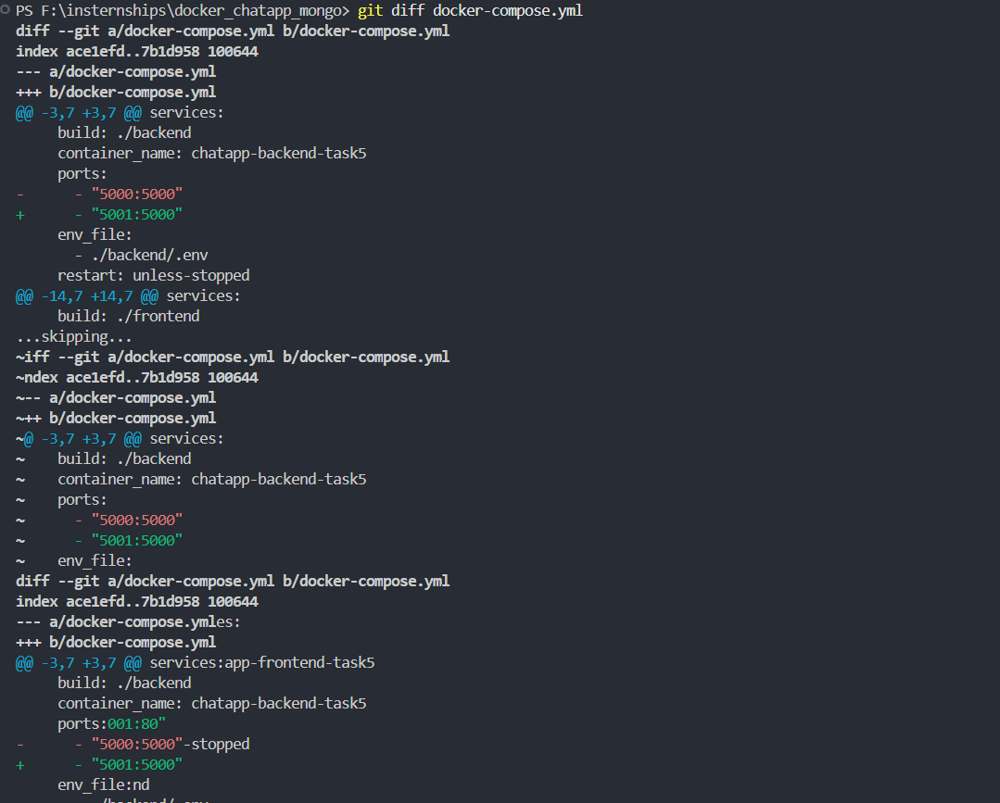 PS F:\insternships\docker_chatapp_mongo> git diff docker-compose.yml
diff --git a/docker-compose.yml b/docker-compose.yml
index ace1efd..7b1d958 100644
--- a/docker-compose.yml
+++ b/docker-compose.yml
@@ -3,7 +3,7 @@ services:
     build: ./backend
     container_name: chatapp-backend-task5
     ports:
-      - "5000:5000"
+      - "5001:5000"
     env_file:
       - ./backend/.env
     restart: unless-stopped
@@ -14,7 +14,7 @@ services:
     build: ./frontend
...skipping...
~iff --git a/docker-compose.yml b/docker-compose.yml
~ndex ace1efd..7b1d958 100644
~-- a/docker-compose.yml
~++ b/docker-compose.yml
~@ -3,7 +3,7 @@ services:
~    build: ./backend
~    container_name: chatapp-backend-task5
~    ports:
~      - "5000:5000"
~      - "5001:5000"
~    env_file:
diff --git a/docker-compose.yml b/docker-compose.yml
index ace1efd..7b1d958 100644
--- a/docker-compose.ymles:
+++ b/docker-compose.yml
@@ -3,7 +3,7 @@ services:app-frontend-task5
     build: ./backend
     container_name: chatapp-backend-task5
     ports:001:80"
-      - "5000:5000"-stopped
+      - "5001:5000"
     env_file:nd
       - ./backend/.env